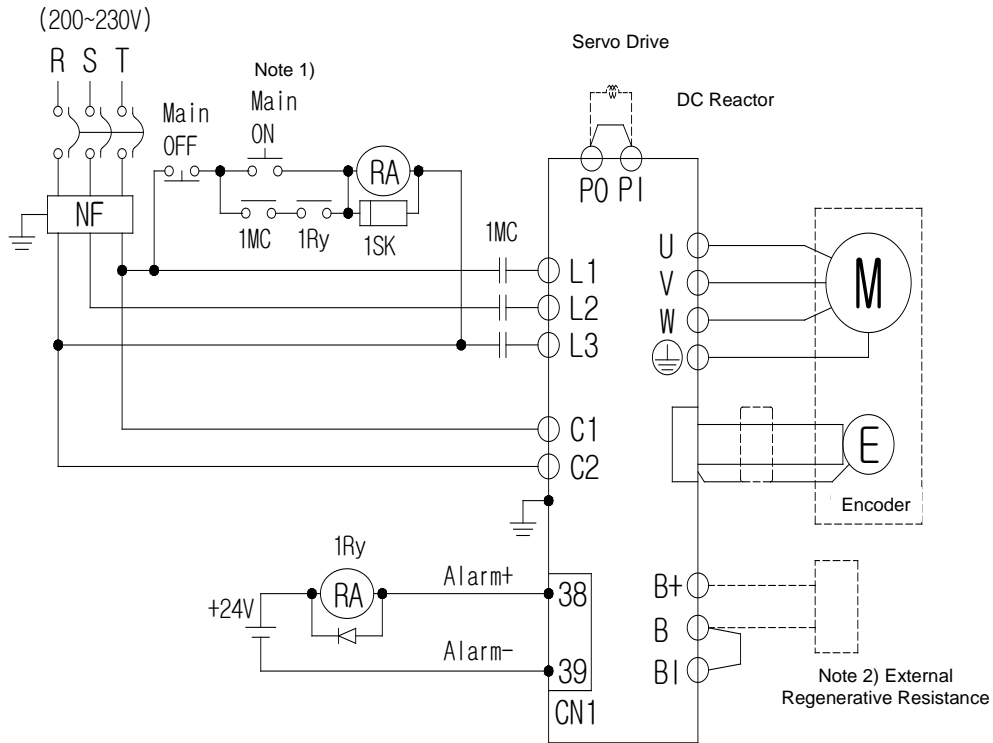 (200~230V)
R S T
Note 1)
Main
OFF
Main
ON
RA
NF
1MC
1Ry
1SK
1MC
Servo Drive
DC Reactor
PO PI
L1
L2
L3
C1
C2
U
V
W
M
E
Encoder
1Ry
RA
+24V
Alarm+
Alarm-
38
39
CN1
B+
B
BI
Note 2) External
Regenerative Resistance